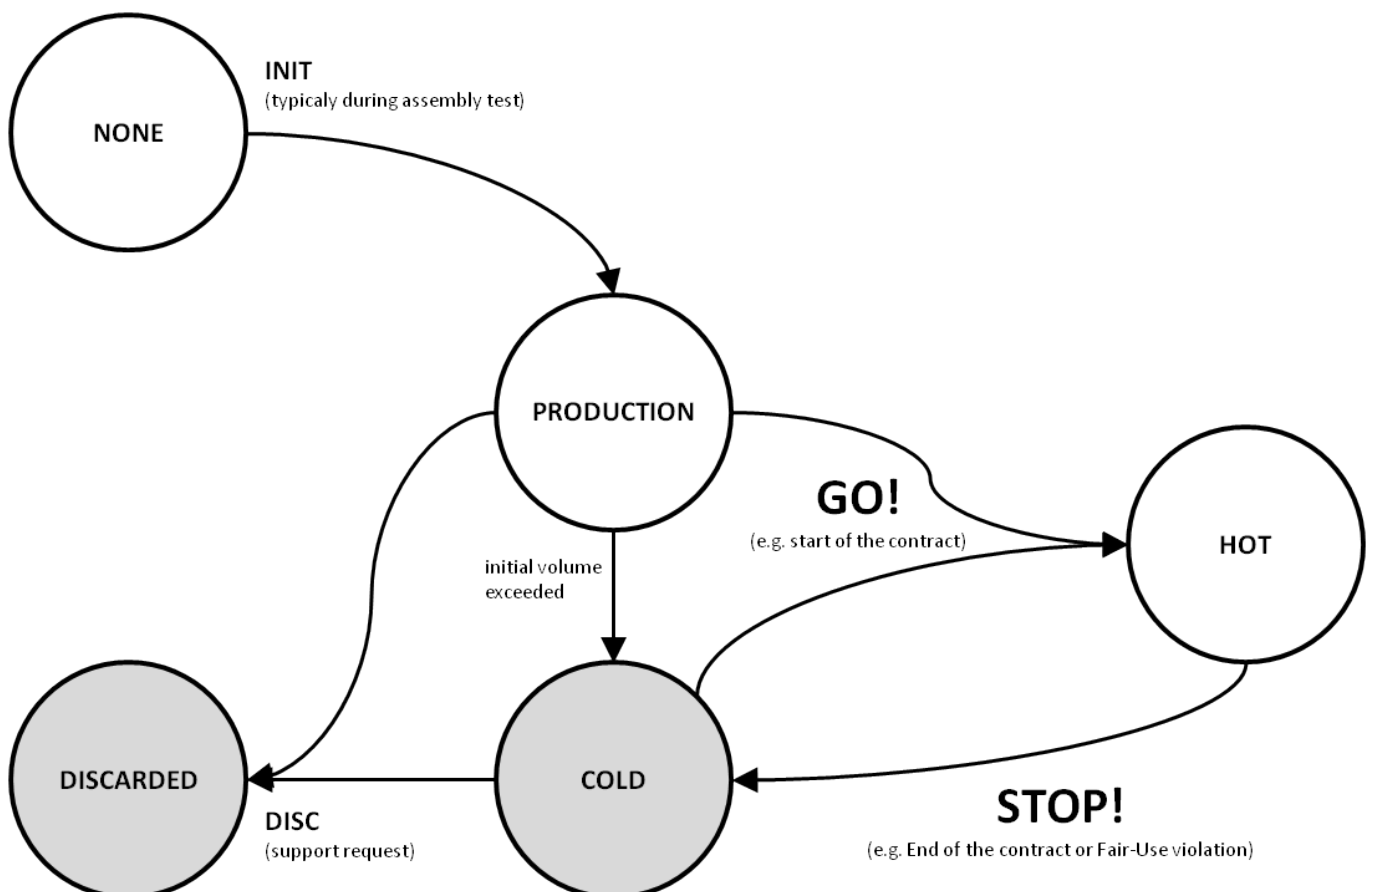 INIT
(typicaly during assembly test)
NONE
PRODUCTION
GO!
(e.g. start of the contract)
HOT
initial volume
exceeded
DISCARDED
COLD
DISC
(support request)
STOP!
(e.g. End of the contract or Fair-Use violation)